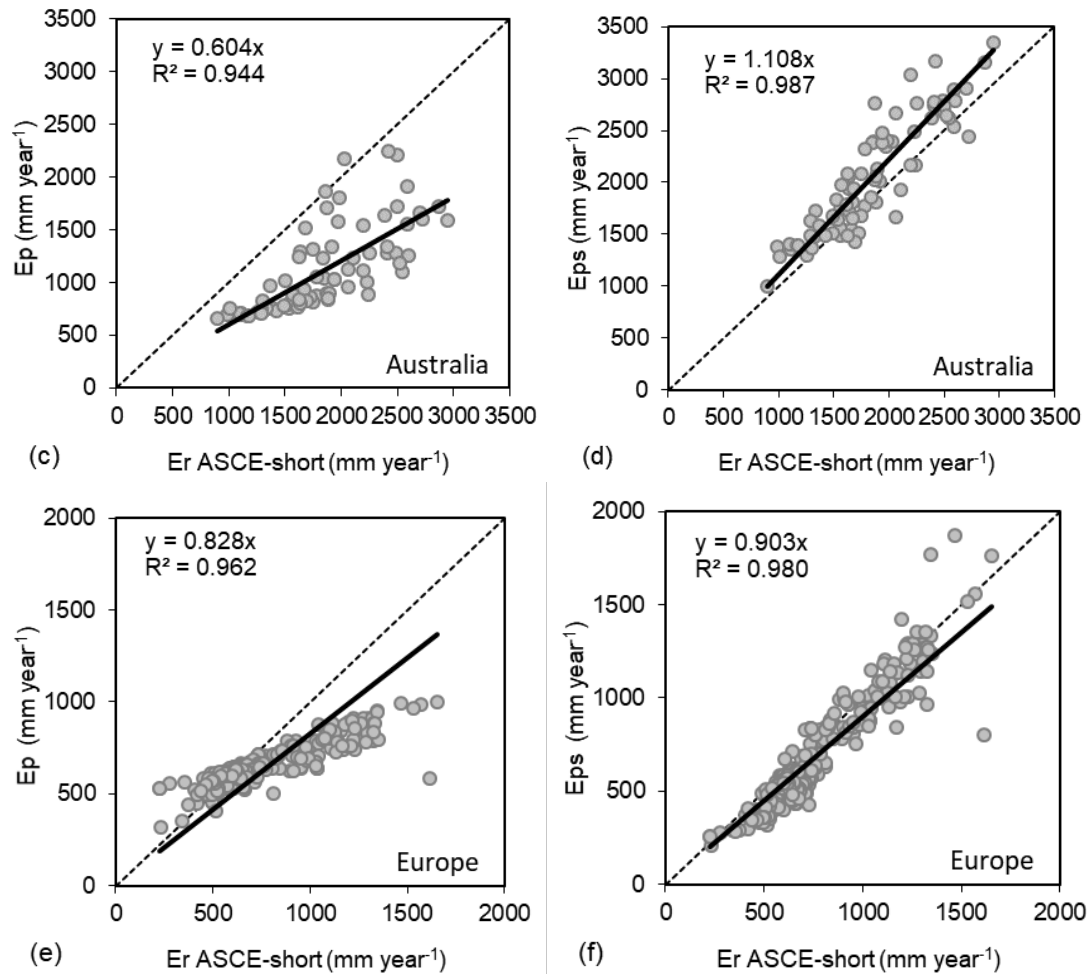 3500
3000
2500
2000
1500
1000
500
0
Ep (mm year⁻¹)
y = 0.604x
R² = 0.944
Australia
0 500 1000 1500 2000 2500 3000 3500
(c) Er ASCE-short (mm year⁻¹)
3500
3000
2500
2000
1500
1000
500
0
Eps (mm year⁻¹)
y = 1.108x
R² = 0.987
Australia
0 500 1000 1500 2000 2500 3000 3500
(d) Er ASCE-short (mm year⁻¹)
2000
1500
1000
500
0
Ep (mm year⁻¹)
y = 0.828x
R² = 0.962
Europe
0 500 1000 1500 2000
(e) Er ASCE-short (mm year⁻¹)
2000
1500
1000
500
0
Eps (mm year⁻¹)
y = 0.903x
R² = 0.980
Europe
0 500 1000 1500 2000
(f) Er ASCE-short (mm year⁻¹)